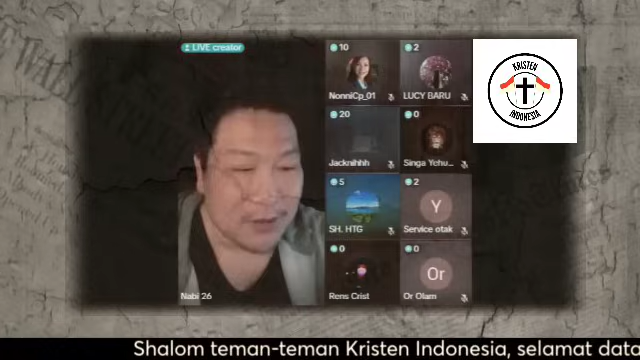 LIVE creator
10
2
NonniCp_01
LUCY BARU
20
0
Jacknihhh
Singa Yehu...
5
2
Y
SH. HTG
Service otak
0
0
Or
Nabi 26
Rens Crist
Or Olam
KRISTEN
INDONESIA
Shalom teman-teman Kristen Indonesia, selamat data